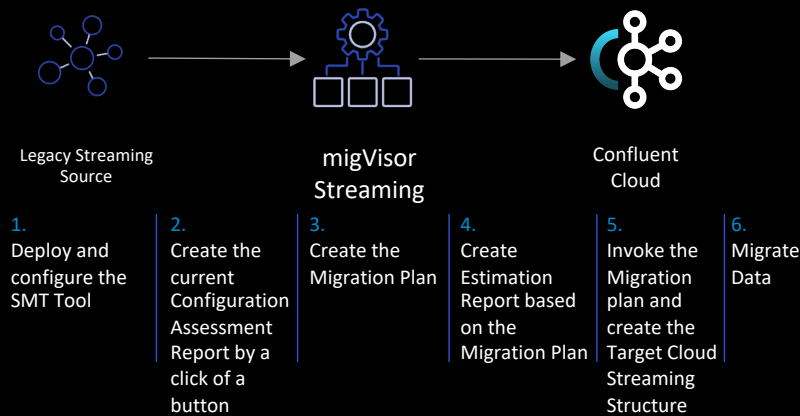 Legacy Streaming
Source
migVisor
Streaming
Confluent
Cloud
1.
Deploy and
configure the
SMT Tool
2.
Create the
current
Configuration
Assessment
Report by a
click of a
button
3.
Create the
Migration Plan
4.
Create
Estimation
Report based
on the
Migration Plan
5.
Invoke the
Migration
plan and
create the
Target Cloud
Streaming
Structure
6.
Migrate
Data